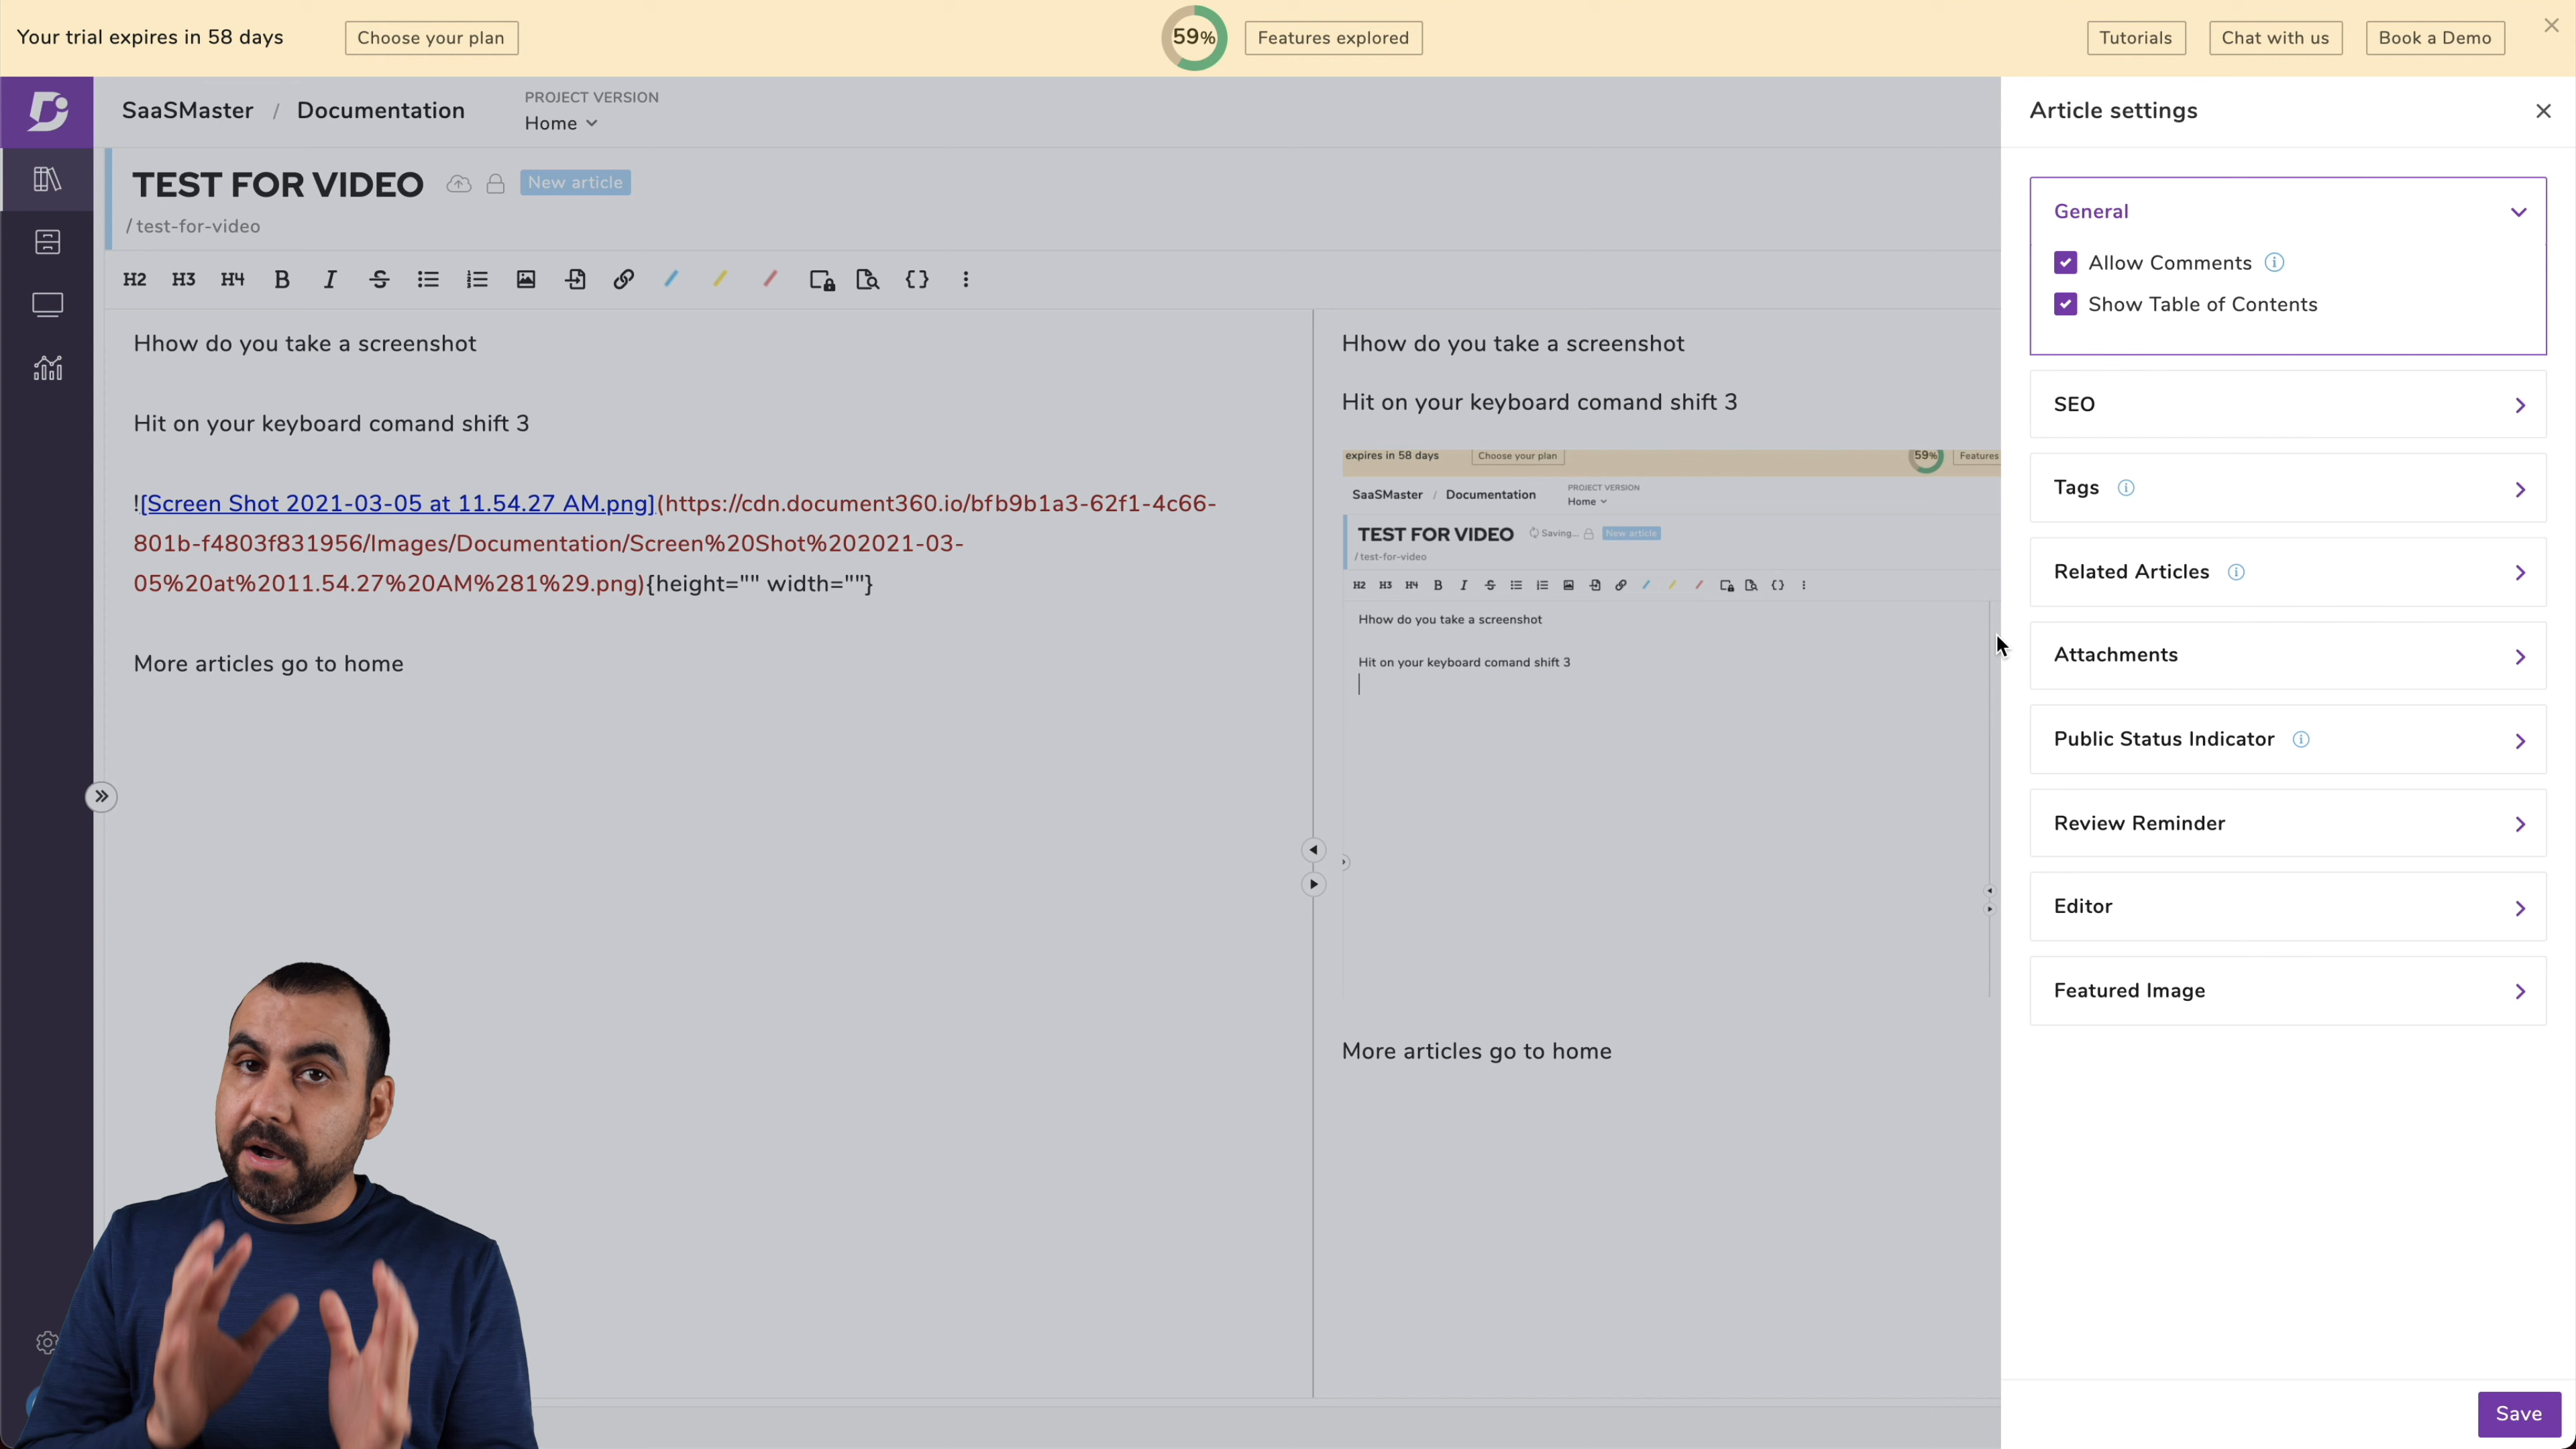 Your trial expires in 58 days
Choose your plan
59%
Features explored
Tutorials
Chat with us
Book a Demo
SaaSMaster / Documentation
PROJECT VERSION
Home
TEST FOR VIDEO
New article
/ test-for-video
H2 H3 H4 B I S
Hhow do you take a screenshot
Hit on your keyboard comand shift 3
![Screen Shot 2021-03-05 at 11.54.27 AM.png](https://cdn.document360.io/bfb9b1a3-62f1-4c66-
801b-f4803f831956/Images/Documentation/Screen%20Shot%202021-03-
05%20at%2011.54.27%20AM%281%29.png){height="" width=""}
More articles go to home
Hhow do you take a screenshot
Hit on your keyboard comand shift 3
expires in 58 days
Choose your plan
59%
Features
SaaSMaster / Documentation
PROJECT VERSION
Home
TEST FOR VIDEO
Saving...
New article
/ test-for-video
H2 H3 H4 B I S
Hhow do you take a screenshot
Hit on your keyboard comand shift 3
More articles go to home
Article settings
General
Allow Comments
Show Table of Contents
SEO
Tags
Related Articles
Attachments
Public Status Indicator
Review Reminder
Editor
Featured Image
Save